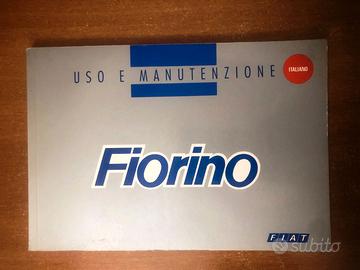 USO E MANUTENZIONE
ITALIANO
Fiorino
FIAT
subito